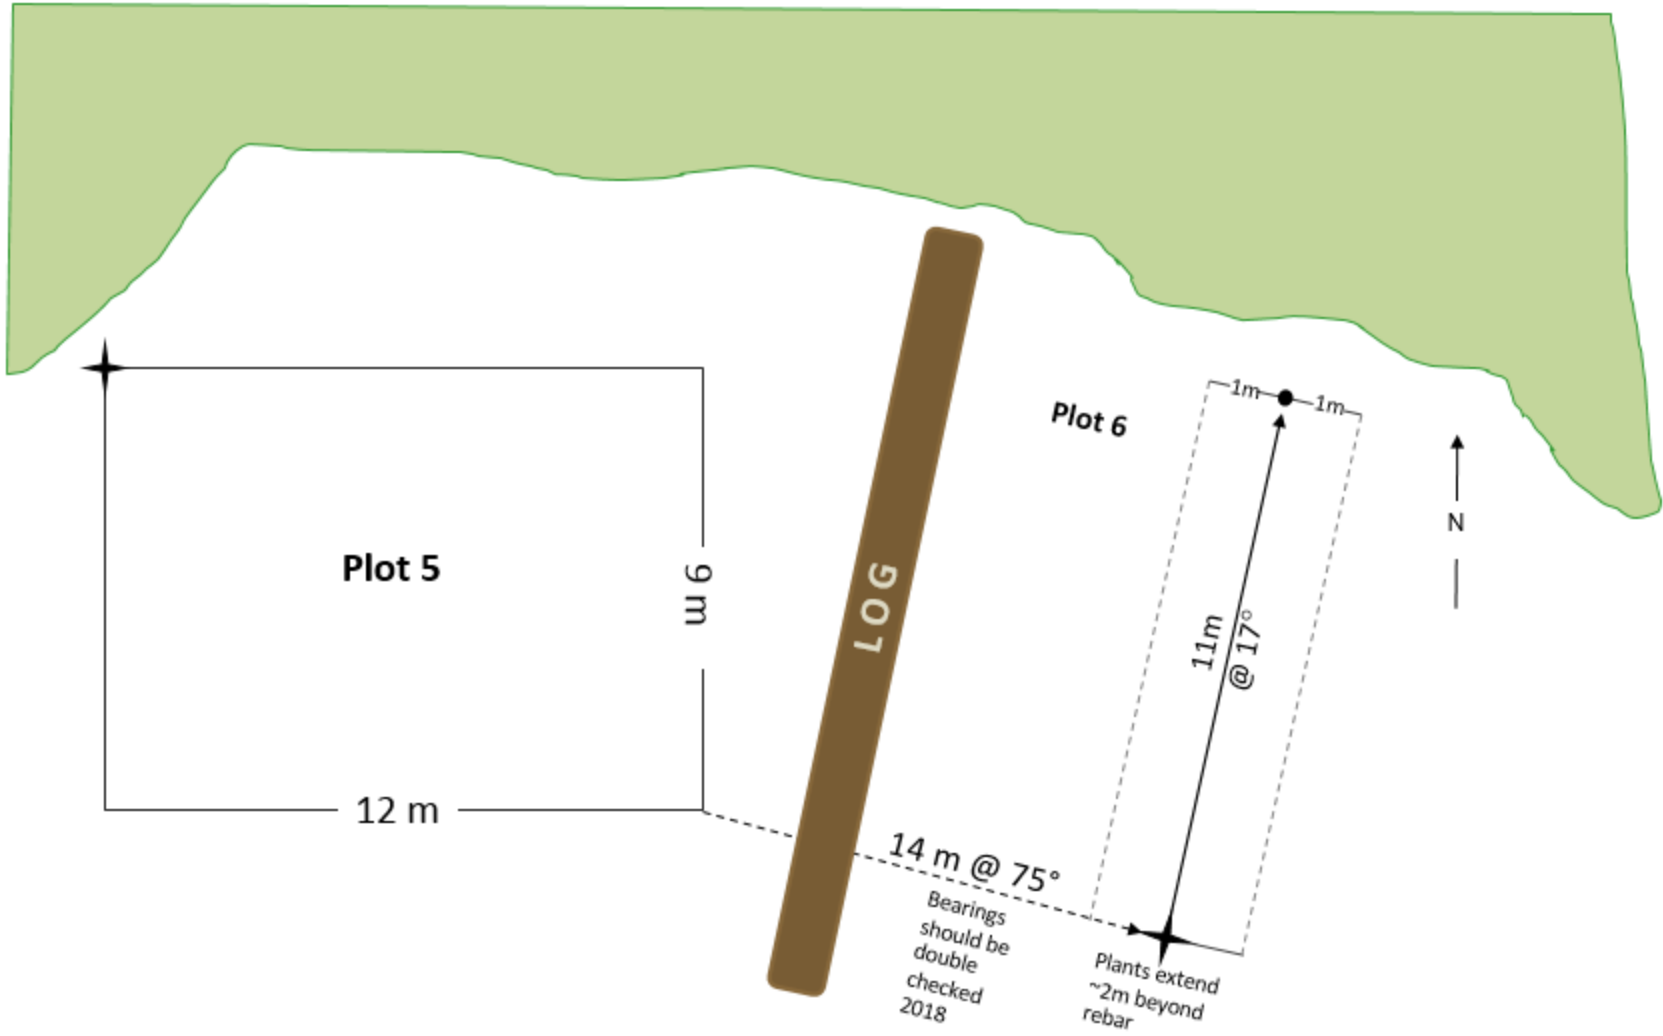 Plot 5
12 m
9 m
LOG
Plot 6
1m
1m
N
11m
@ 17°
14 m @ 75°
Bearings
should be
double
checked
2018
Plants extend
~2m beyond
rebar